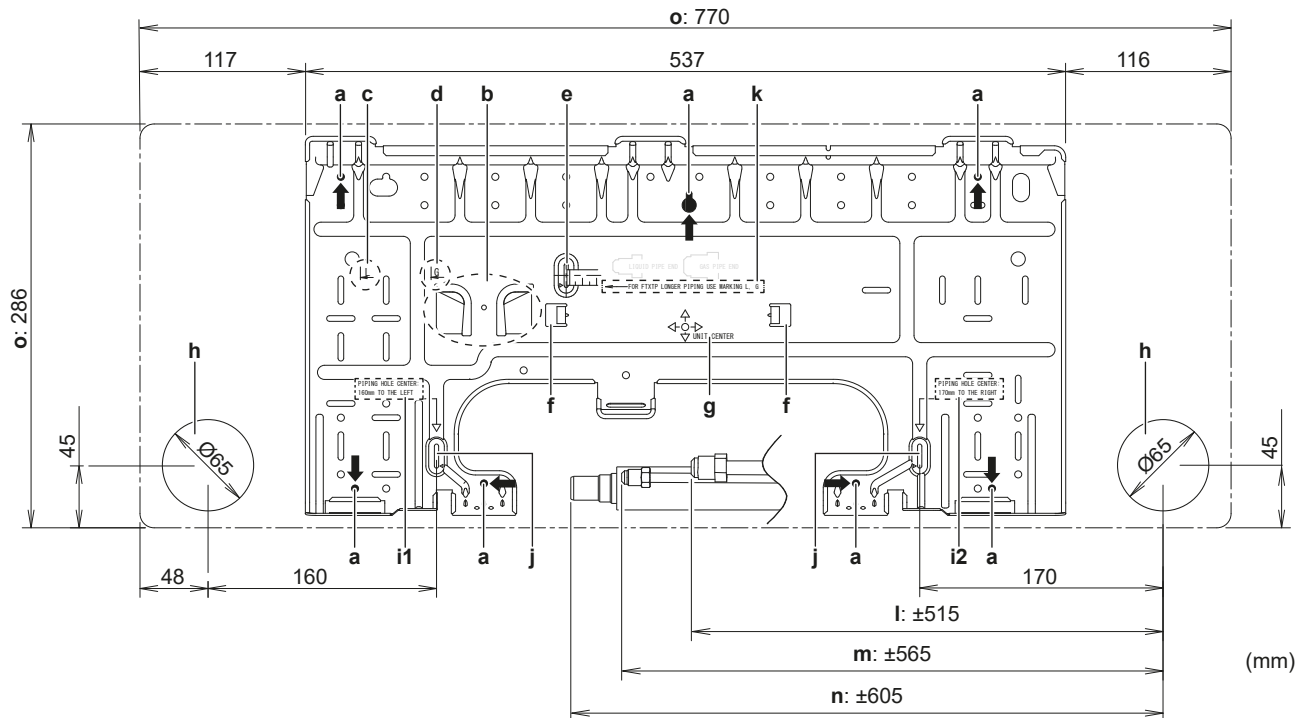 o: 770
117
537
116
a
c
d
b
e
a
k
a
L
G
LIQUID PIPE END
GAS PIPE END
FOR FTXTP LONGER PIPING USE MARKING L, G
o: 286
h
h
UNIT CENTER
PIPING HOLE CENTER:
160mm TO THE LEFT
PIPING HOLE CENTER:
170mm TO THE RIGHT
f
g
f
45
Ø65
Ø65
45
a
i1
a
j
j
a
i2
a
48
160
170
l: ±515
m: ±565
(mm)
n: ±605